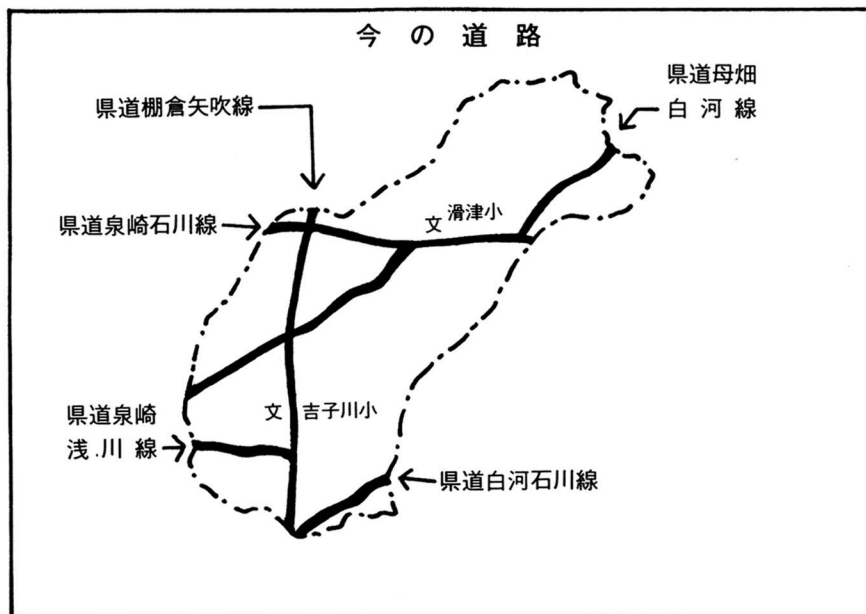 今の道路
県道母畑
白河線
県道棚倉矢吹線
滑津小
文
県道泉崎石川線
文 吉子川小
県道泉崎
浅.川線
県道白河石川線